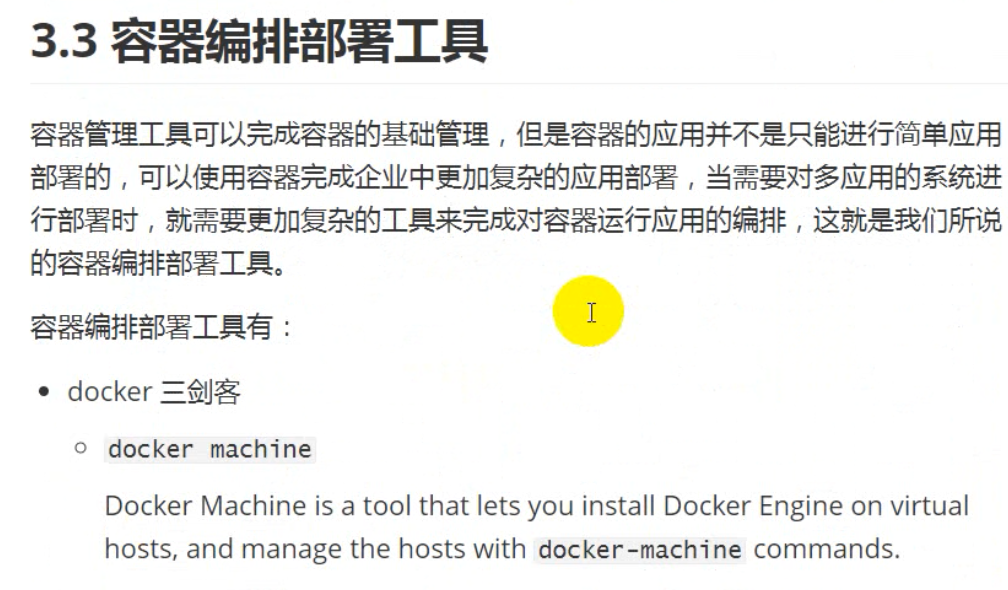 3.3 容器编排部署工具
容器管理工具可以完成容器的基础管理，但是容器的应用并不是只能进行简单应用
部署的，可以使用容器完成企业中更加复杂的应用部署，当需要对多应用的系统进
行部署时，就需要更加复杂的工具来完成对容器运行应用的编排，这就是我们所说
的容器编排部署工具。
容器编排部署工具有：
docker 三剑客
docker machine
Docker Machine is a tool that lets you install Docker Engine on virtual
hosts, and manage the hosts with docker-machine commands.